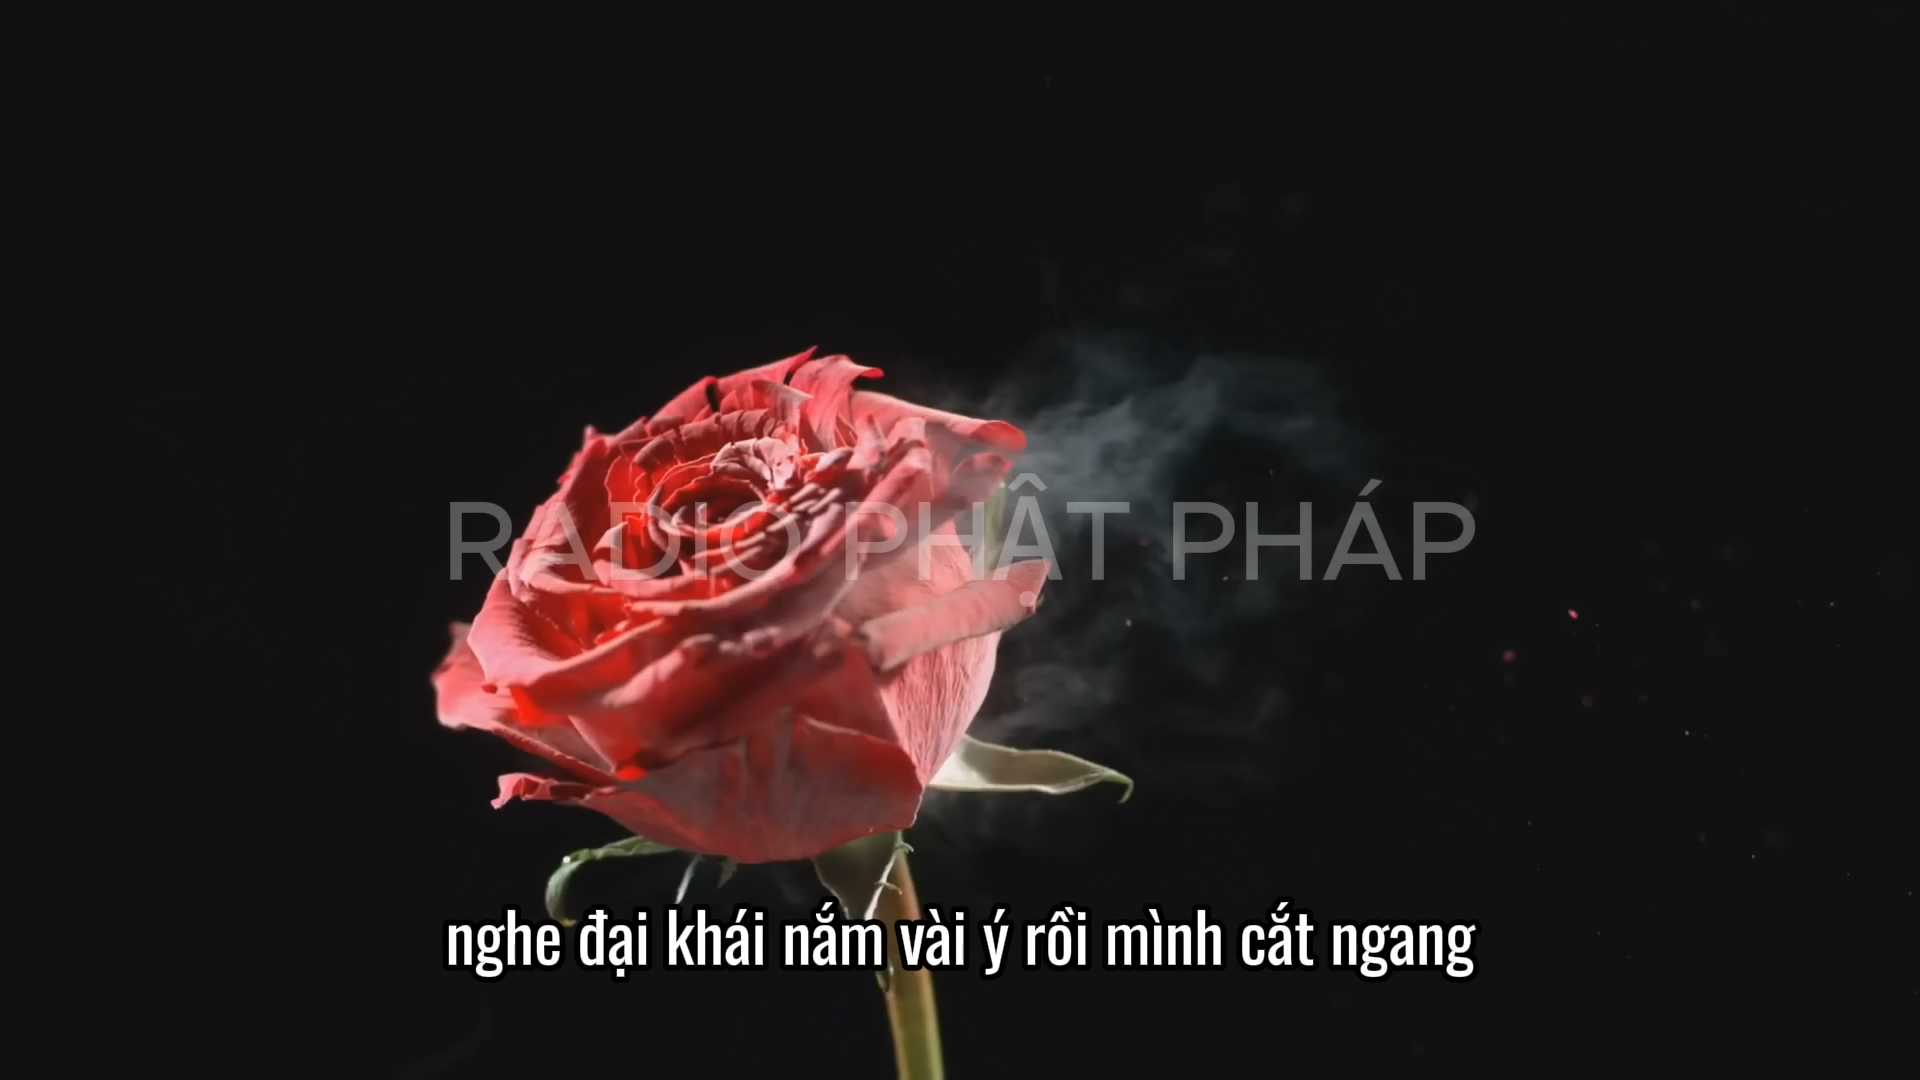 RADIO PHẬT PHÁP
nghe đại khái nắm vài ý rồi mình cắt ngang